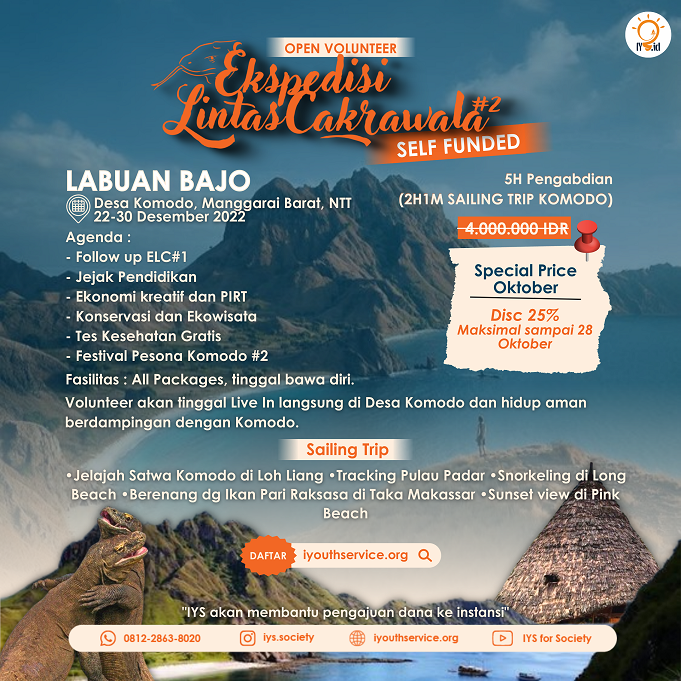 IYS.id
OPEN VOLUNTEER
Ekspedisi
Lintas Cakrawala #2
SELF FUNDED
LABUAN BAJO
Desa Komodo, Manggarai Barat, NTT
22-30 Desember 2022
Agenda :
- Follow up ELC#1
- Jejak Pendidikan
- Ekonomi kreatif dan PIRT
- Konservasi dan Ekowisata
- Tes Kesehatan Gratis
- Festival Pesona Komodo #2
Fasilitas : All Packages, tinggal bawa diri.
5H Pengabdian
(2H1M SAILING TRIP KOMODO)
4.000.000 IDR
Special Price
Oktober
Disc 25%
Maksimal sampai 28
Oktober
Volunteer akan tinggal Live In langsung di Desa Komodo dan hidup aman
berdampingan dengan Komodo.
Sailing Trip
•Jelajah Satwa Komodo di Loh Liang •Tracking Pulau Padar •Snorkeling di Long
Beach •Berenang dg Ikan Pari Raksasa di Taka Makassar •Sunset view di Pink
Beach
DAFTAR iyouthservice.org
"IYS akan membantu pengajuan dana ke instansi"
0812-2863-8020 iys.society iyouthservice.org IYS for Society